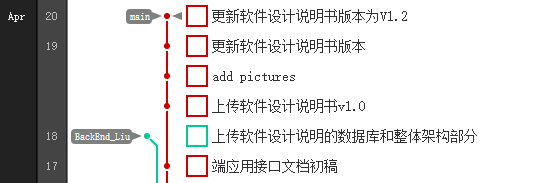 Apr 20 main 更新软件设计说明书版本为V1.2
19 更新软件设计说明书版本
add pictures
上传软件设计说明书v1.0
18 BackEnd_Liu 上传软件设计说明的数据库和整体架构部分
17 端应用接口文档初稿